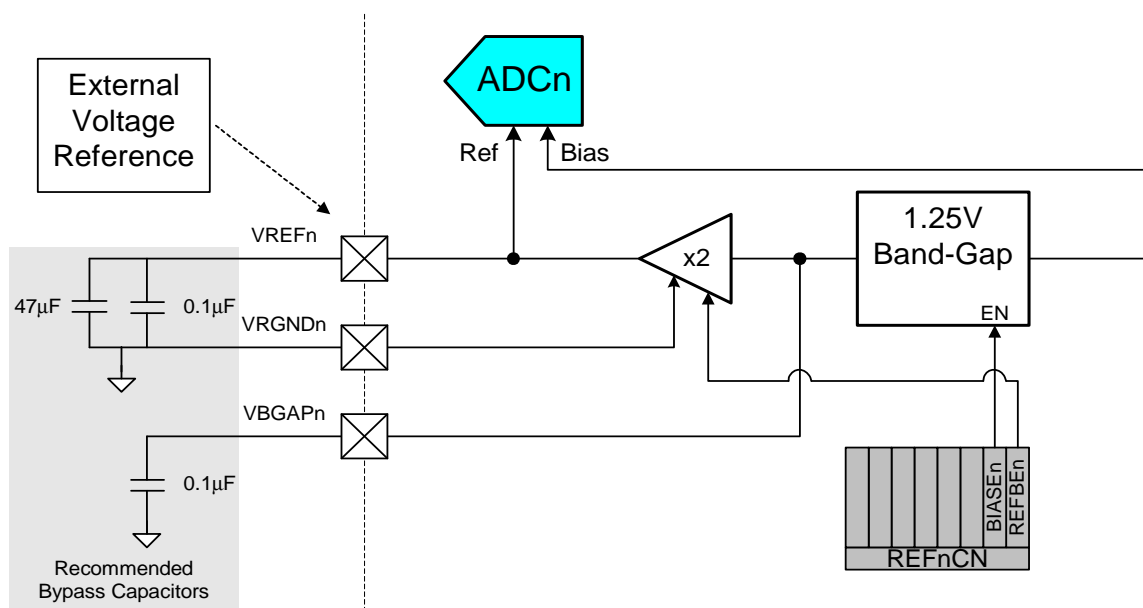 External
Voltage
Reference
ADCn
Ref
Bias
VREFn
x2
1.25V
Band-Gap
EN
47μF
0.1μF
VRGNDn
VBGAPn
0.1μF
BIASEn
REFBEn
REFnCN
Recommended
Bypass Capacitors